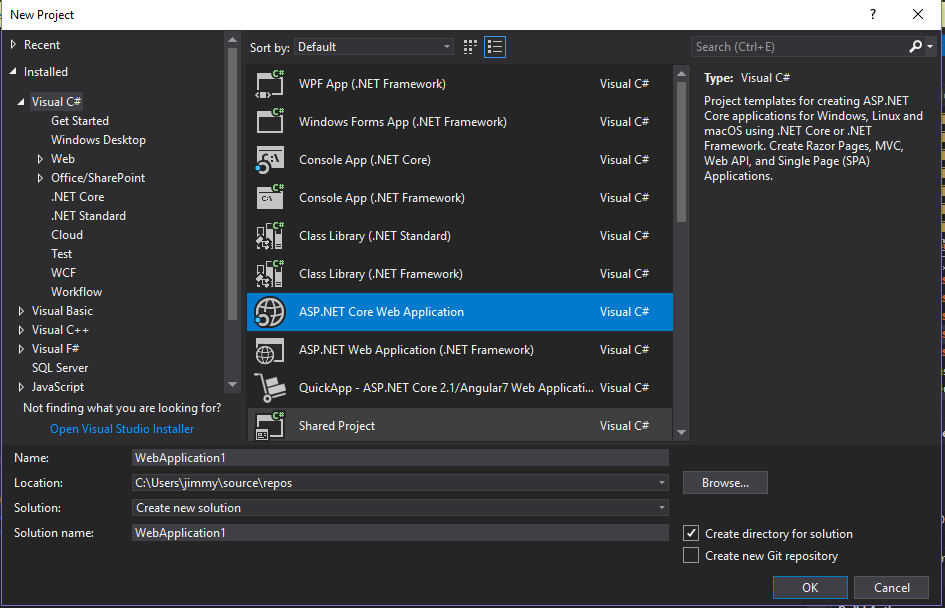 New Project
?
Recent
Installed
Visual C#
Get Started
Windows Desktop
Web
Office/SharePoint
.NET Core
.NET Standard
Cloud
Test
WCF
Workflow
Visual Basic
Visual C++
Visual F#
SQL Server
JavaScript
Not finding what you are looking for?
Open Visual Studio Installer
Sort by: Default
WPF App (.NET Framework) Visual C#
Windows Forms App (.NET Framework) Visual C#
Console App (.NET Core) Visual C#
Console App (.NET Framework) Visual C#
Class Library (.NET Standard) Visual C#
Class Library (.NET Framework) Visual C#
ASP.NET Core Web Application Visual C#
ASP.NET Web Application (.NET Framework) Visual C#
QuickApp - ASP.NET Core 2.1/Angular7 Web Applicati... Visual C#
Shared Project Visual C#
Search (Ctrl+E)
Type: Visual C#
Project templates for creating ASP.NET
Core applications for Windows, Linux and
macOS using .NET Core or .NET
Framework. Create Razor Pages, MVC,
Web API, and Single Page (SPA)
Applications.
Name: WebApplication1
Location: C:\Users\jimmy\source\repos
Browse...
Solution: Create new solution
Solution name: WebApplication1
Create directory for solution
Create new Git repository
OK
Cancel